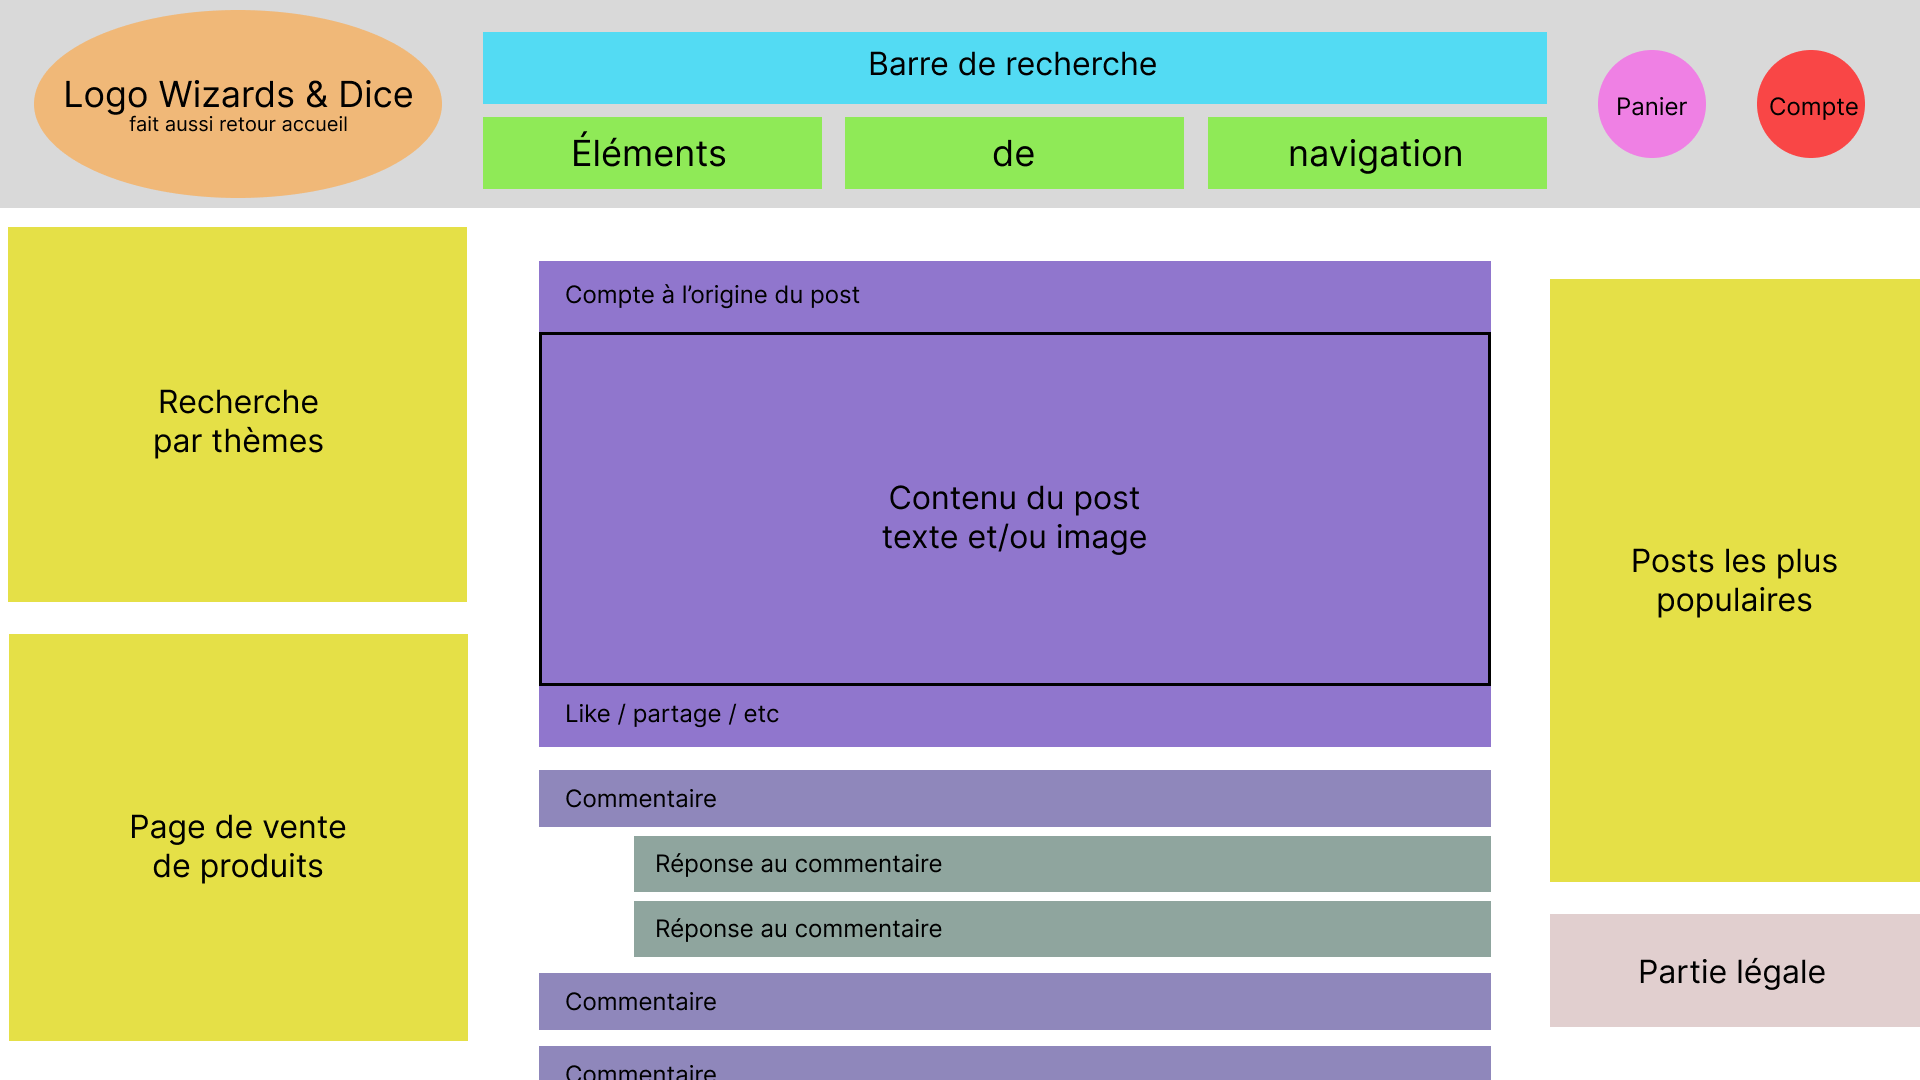 Logo Wizards & Dice
fait aussi retour accueil
Barre de recherche
Éléments
de
navigation
Panier
Compte
Recherche
par thèmes
Page de vente
de produits
Compte à l’origine du post
Contenu du post
texte et/ou image
Like / partage / etc
Commentaire
Réponse au commentaire
Réponse au commentaire
Commentaire
Commentaire
Posts les plus
populaires
Partie légale